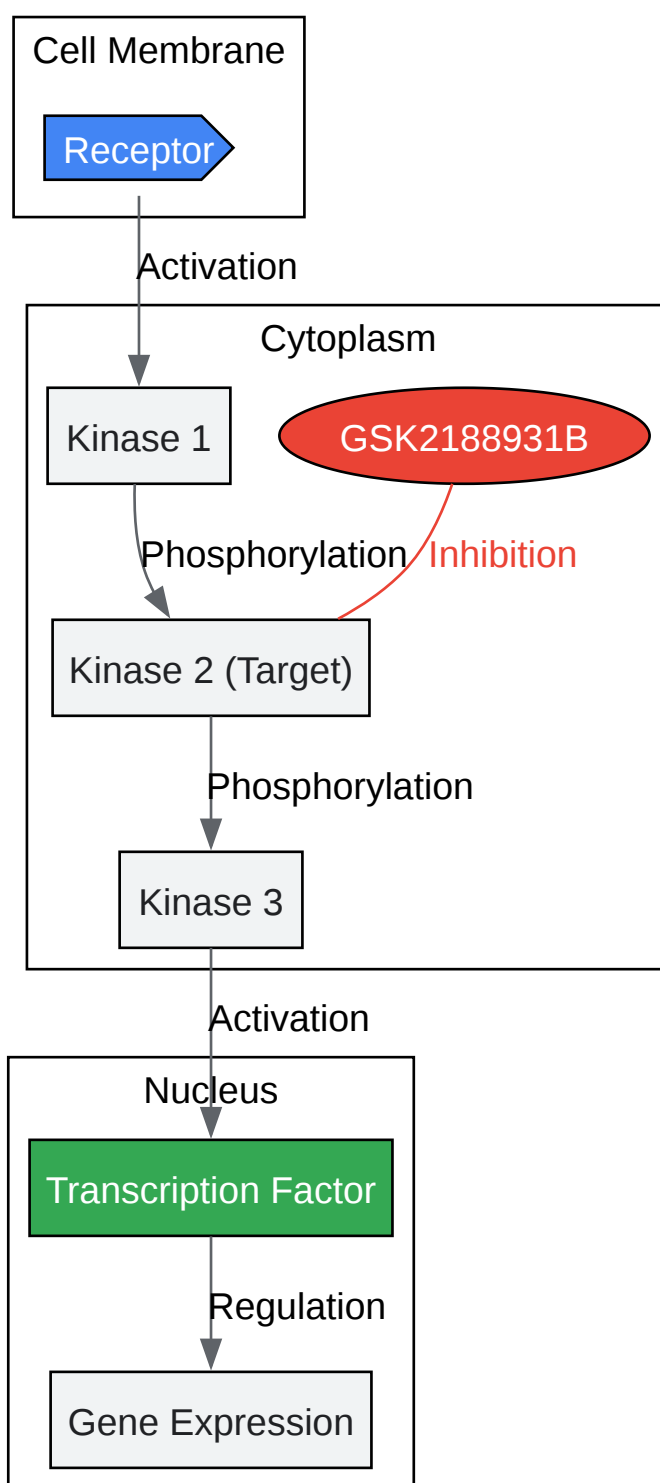 Cell Membrane
Receptor
Activation
Cytoplasm
Kinase 1
GSK2188931B
Phosphorylation
Inhibition
Kinase 2 (Target)
Phosphorylation
Kinase 3
Activation
Nucleus
Transcription Factor
Regulation
Gene Expression